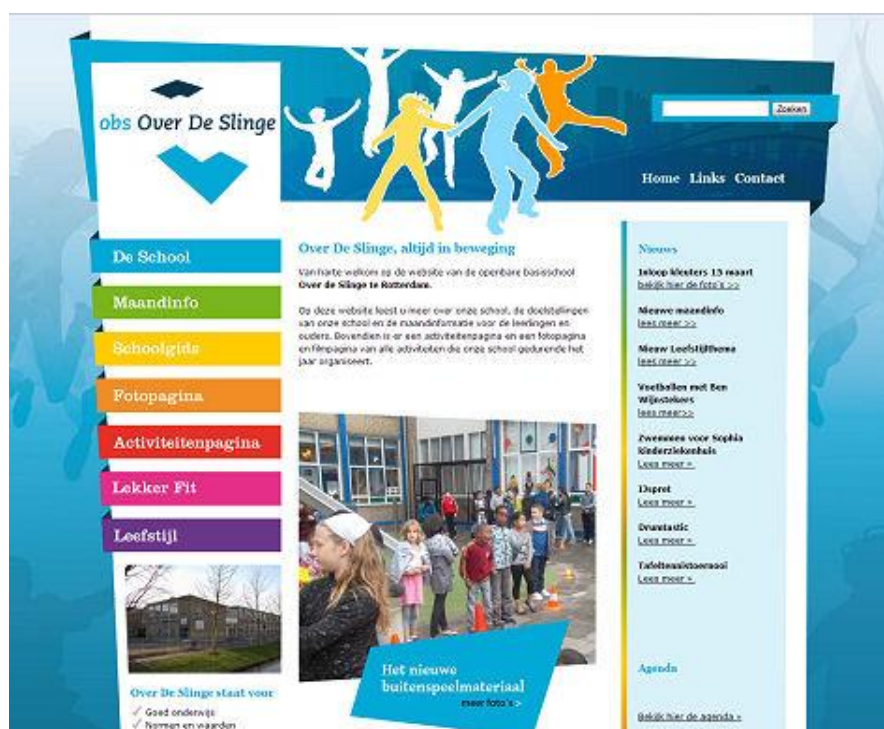 obs Over De Slinge
Zoeken
Home Links Contact
De School
Maandinfo
Schoolgids
Fotopagina
Activiteitenpagina
Lekker Fit
Leefstijl
Over De Slinge staat voor
Goed onderwijs
Normen en waarden
Over De Slinge, altijd in beweging
Van harte welkom op de website van de openbare basisschool
Over de Slinge te Rotterdam.
Op deze website leest u meer over onze school, de doelstellingen
van onze school en de maandinformatie voor de leerlingen en
ouders. Bovendien is er een activiteitenpagina en een fotopagina
en filmpagina van alle activiteiten die onze school gedurende het
jaar organiseert.
Het nieuwe
buitenspeelmateriaal
meer foto's >
Nieuws
Inloop kleuters 15 maart
bekijk hier de foto's >>
Nieuwe maandinfo
lees meer >>
Nieuw Leefstijlthema
lees meer >>
Voetballen met Ben
Wijnstekers
lees meer>>
Zwemmen voor Sophia
kinderziekenhuis
Lees meer »
IJspret
Lees meer »
Drumtastic
Lees meer »
Tafeltennistoernooi
Lees meer »
Agenda
Bekijk hier de agenda »